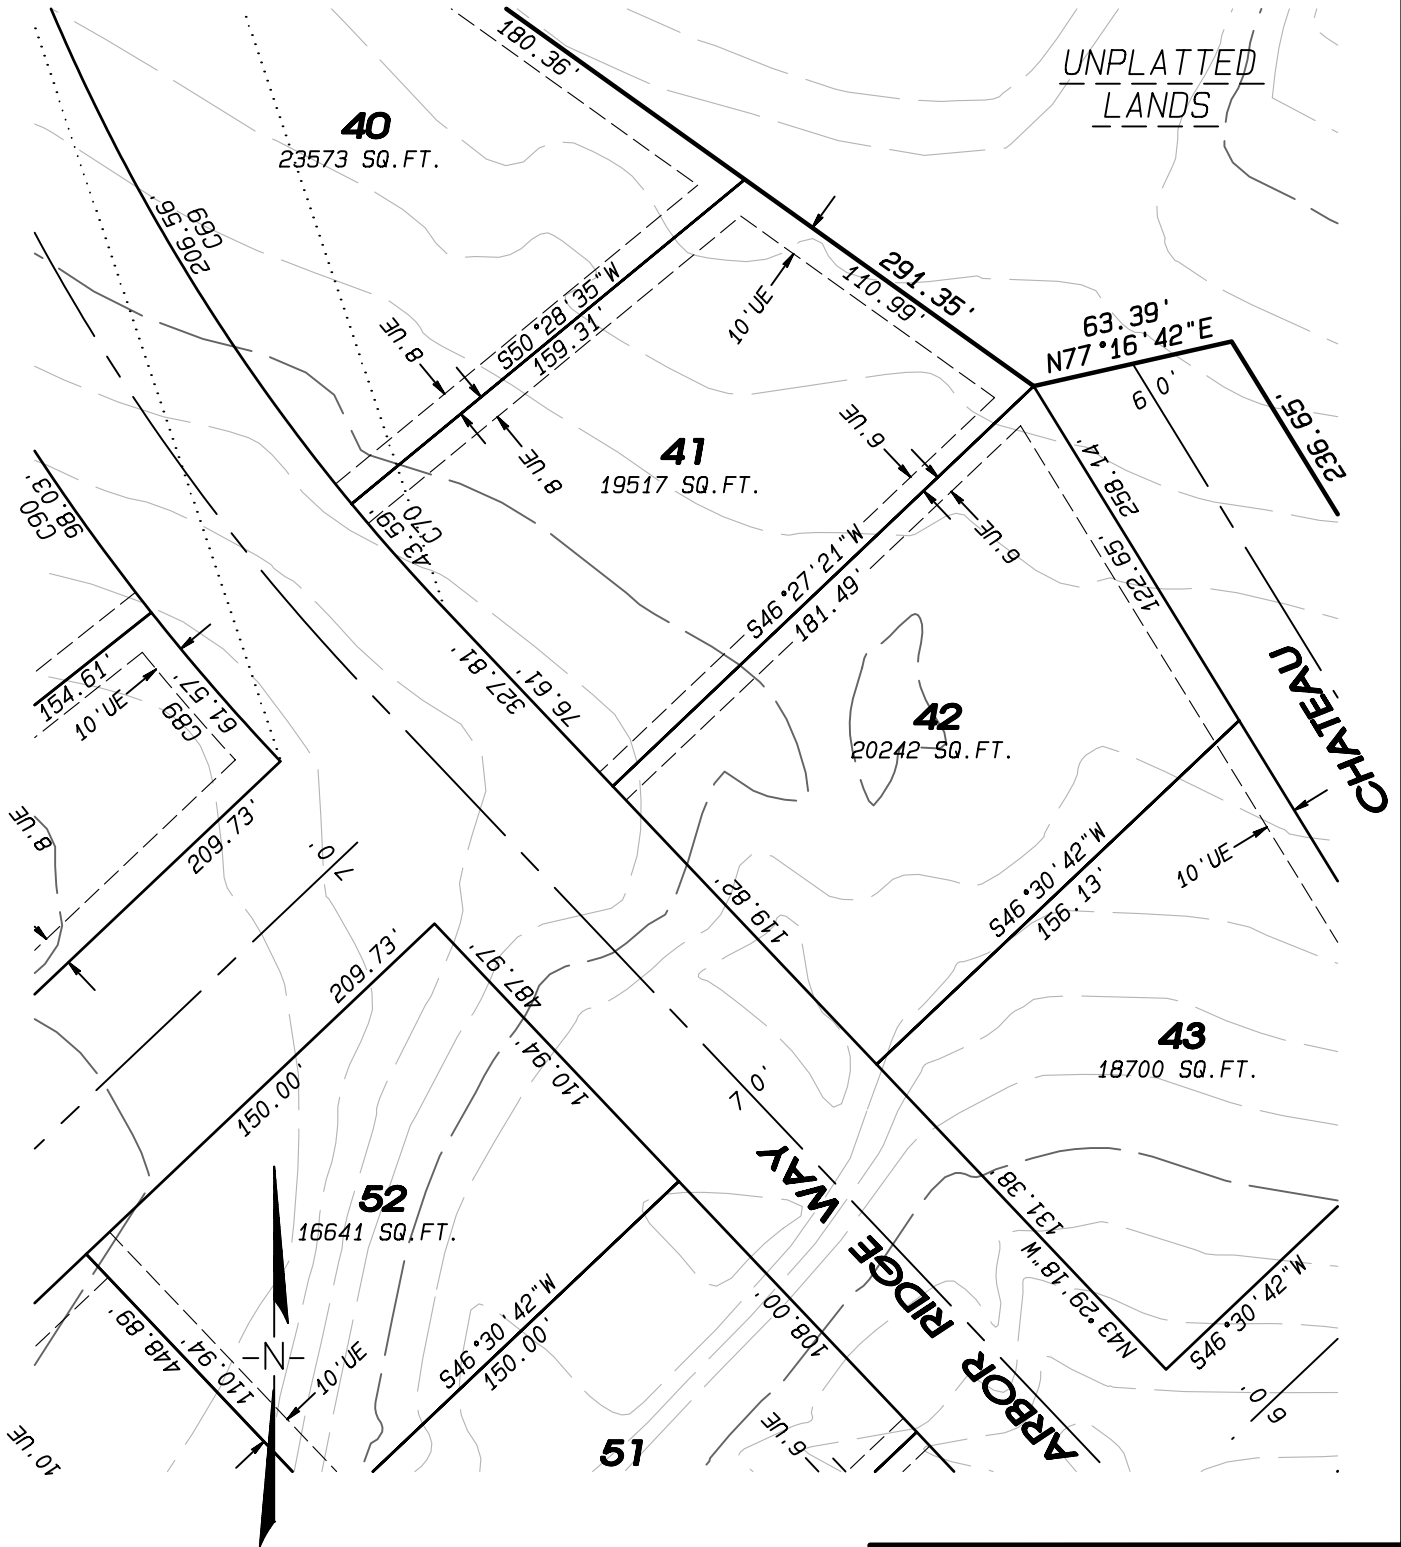 180.36'
UNPLATTED
LANDS
40
23573 SQ.FT.
C69
206.56'
291.35'
110.99'
10'UE
63.39'
N77°16'42"E
60'
236.65'
S50°28'35"W
159.31'
8'UE
8'UE
41
19517 SQ.FT.
6'UE
6'UE
258.14'
122.65'
C90
98.03'
C70
43.59'
S46°27'21"W
181.49'
327.81'
76.61'
154.61'
10'UE
C89
61.57'
42
20242 SQ.FT.
CHATEAU
8'UE
209.73'
70'
119.82'
S46°30'42"W
156.13'
10'UE
209.73'
487.97'
110.94'
150.00'
43
18700 SQ.FT.
70'
ARBOR RIDGE WAY
131.38'
N43°29'18"W
52
16641 SQ.FT.
S46°30'42"W
150.00'
S46°30'42"W
60'
448.89'
110.94'
N
10'UE
108.00'
10'UE
51
6'UE